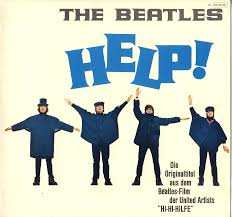 THE BEATLES
HELP!
Die
Originaltitel
aus dem
Beatles-Film
der United Artists
"HI-HI-HILFE"